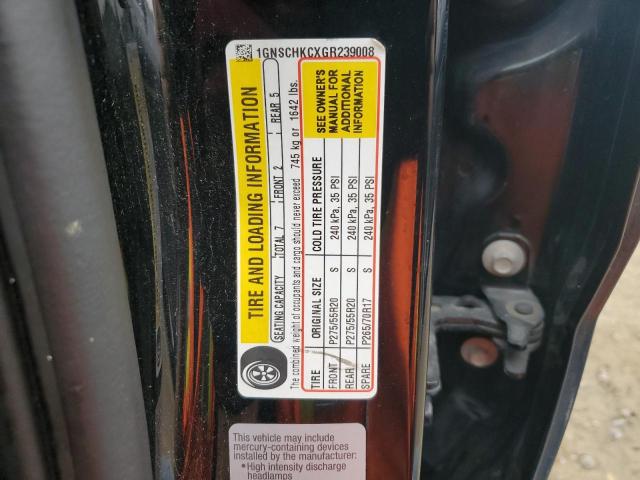 1GNSCHKCXGR239008
TIRE AND LOADING INFORMATION
SEATING CAPACITY TOTAL 7 FRONT 2 REAR 5
The combined weight of occupants and cargo should never exceed 745 kg or 1642 lbs.
TIRE ORIGINAL SIZE COLD TIRE PRESSURE
FRONT P275/55R20 S 240 kPa, 35 PSI
REAR P275/55R20 S 240 kPa, 35 PSI
SPARE P265/70R17 S 240 kPa, 35 PSI
SEE OWNER'S
MANUAL FOR
ADDITIONAL
INFORMATION
This vehicle may include
mercury-containing devices
installed by manufacturer:
• High intensity discharge
headlamps